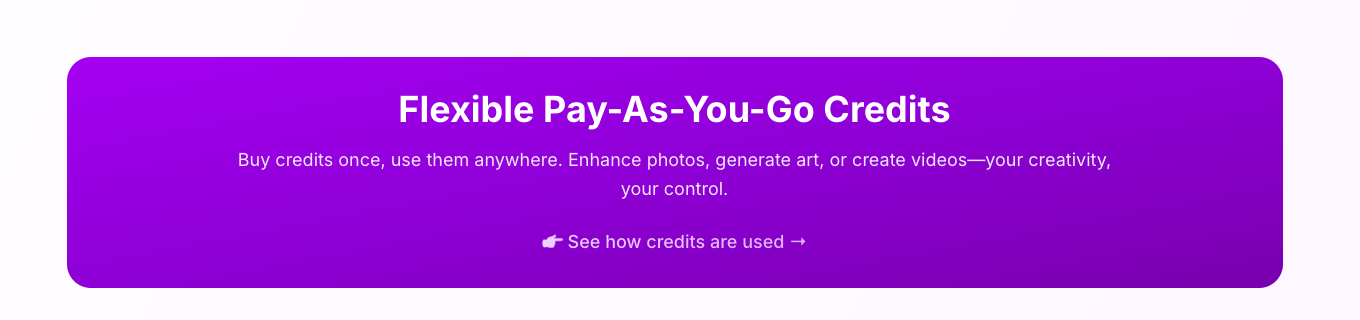 Flexible Pay-As-You-Go Credits
Buy credits once, use them anywhere. Enhance photos, generate art, or create videos—your creativity,
your control.
☛ See how credits are used →